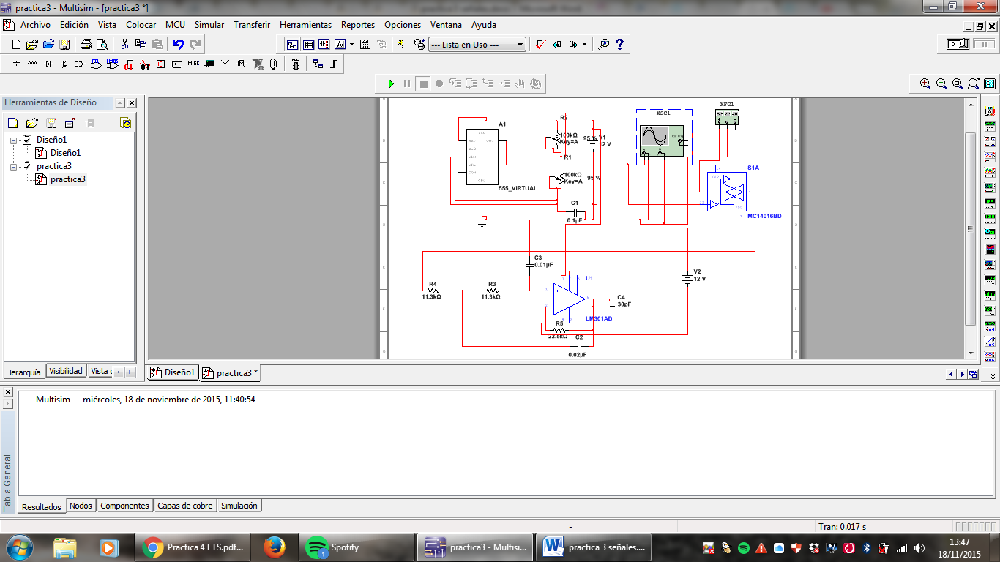 practica3 - Multisim - [practica3 *]
Archivo Edición Vista Colocar MCU Simular Transferir Herramientas Reportes Opciones Ventana Ayuda
--- Lista en Uso ---
MISC
Herramientas de Diseño
Diseño1
Diseño1
practica3
practica3
Jerarquía Visibilidad Vista
A1
555_VIRTUAL
R2
100kΩ
Key=A
95 %
V1
12 V
R1
100kΩ
Key=A
95 %
C1
0.1µF
XSC1
Ext Trig
A B
XFG1
S1A
MC14016BD
C3
0.01µF
V2
12 V
R4
11.3kΩ
R3
11.3kΩ
U1
LM301AD
C4
30pF
R5
22.5kΩ
C2
0.02µF
Diseño1 practica3 *
Multisim - miércoles, 18 de noviembre de 2015, 11:40:54
Tabla General
Resultados Nodos Componentes Capas de cobre Simulación
- Tran: 0.017 s
Practica 4 ETS.pdf... Spotify practica3 - Multisi... practica 3 señales....
13:47
18/11/2015